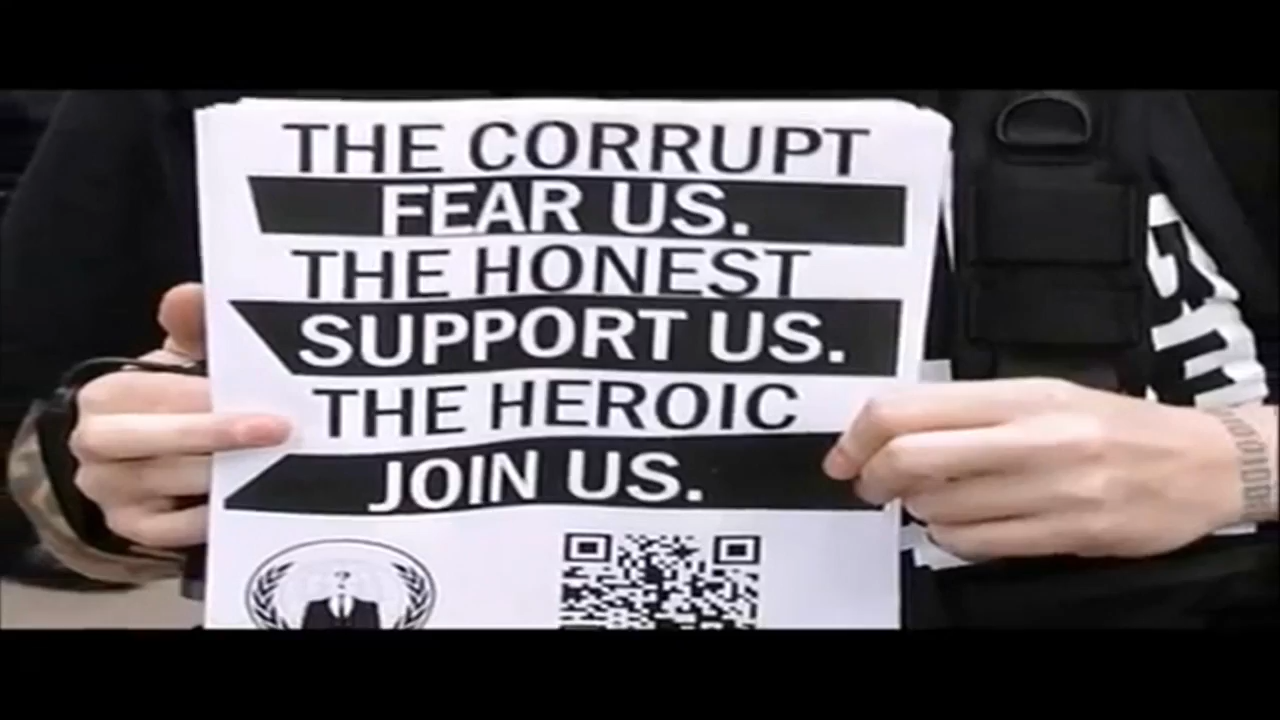 THE CORRUPT
FEAR US.
THE HONEST
SUPPORT US.
THE HEROIC
JOIN US.